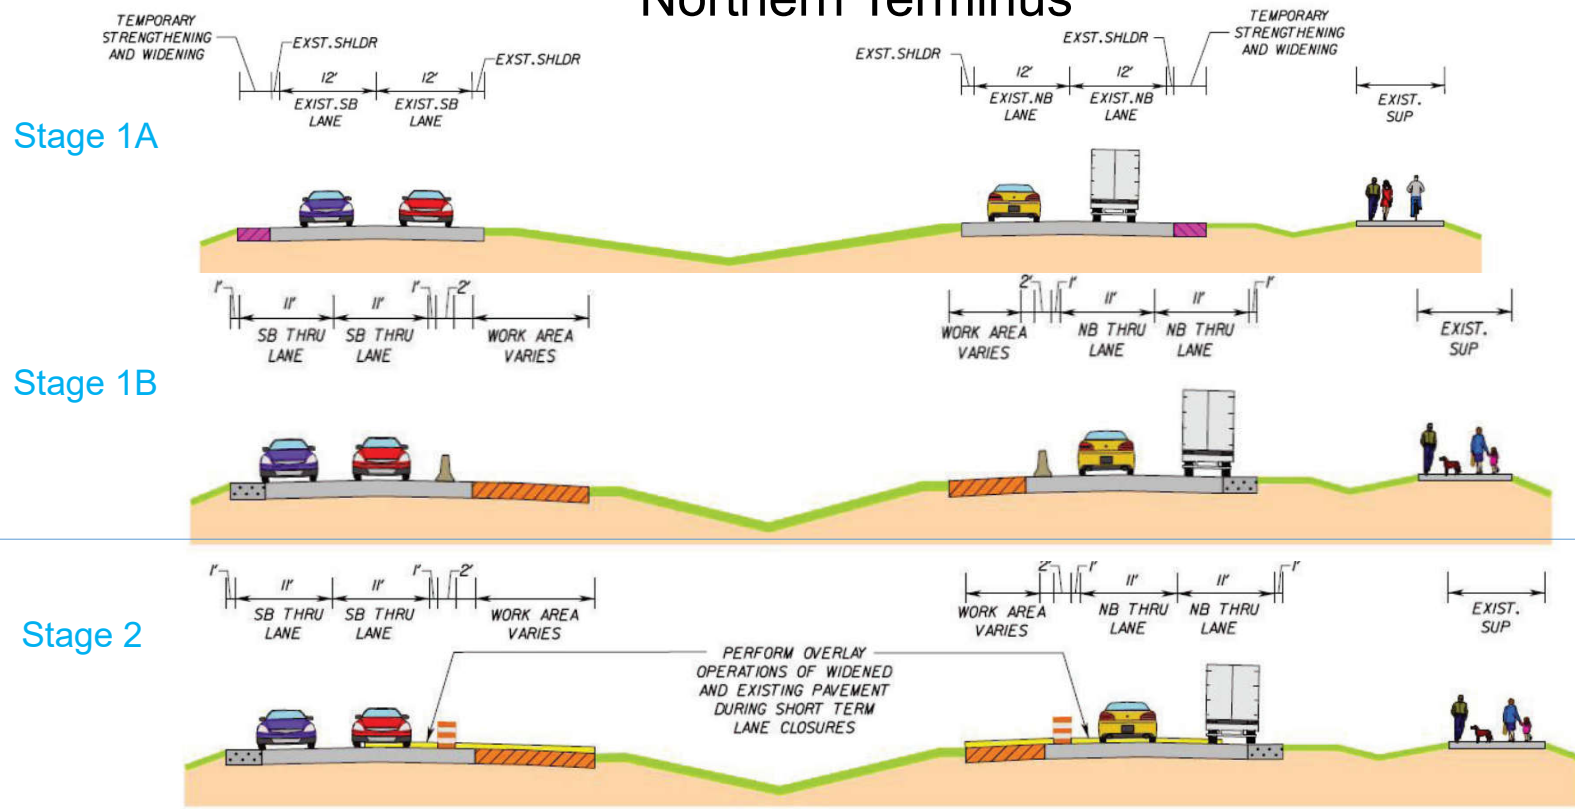 Northern Terminus
TEMPORARY
STRENGTHENING
AND WIDENING
EXST.SHLDR
EXST.SHLDR
12'
12'
EXIST.SB
LANE
EXIST.SB
LANE
EXST.SHLDR
EXST.SHLDR
TEMPORARY
STRENGTHENING
AND WIDENING
12'
12'
EXIST.NB
LANE
EXIST.NB
LANE
EXIST.
SUP
Stage 1A
1'
11'
11'
1'
2'
SB THRU
LANE
SB THRU
LANE
WORK AREA
VARIES
2'
1'
11'
11'
1'
WORK AREA
VARIES
NB THRU
LANE
NB THRU
LANE
EXIST.
SUP
Stage 1B
1'
11'
11'
1'
2'
SB THRU
LANE
SB THRU
LANE
WORK AREA
VARIES
2'
1'
11'
11'
1'
WORK AREA
VARIES
NB THRU
LANE
NB THRU
LANE
EXIST.
SUP
Stage 2
PERFORM OVERLAY
OPERATIONS OF WIDENED
AND EXISTING PAVEMENT
DURING SHORT TERM
LANE CLOSURES